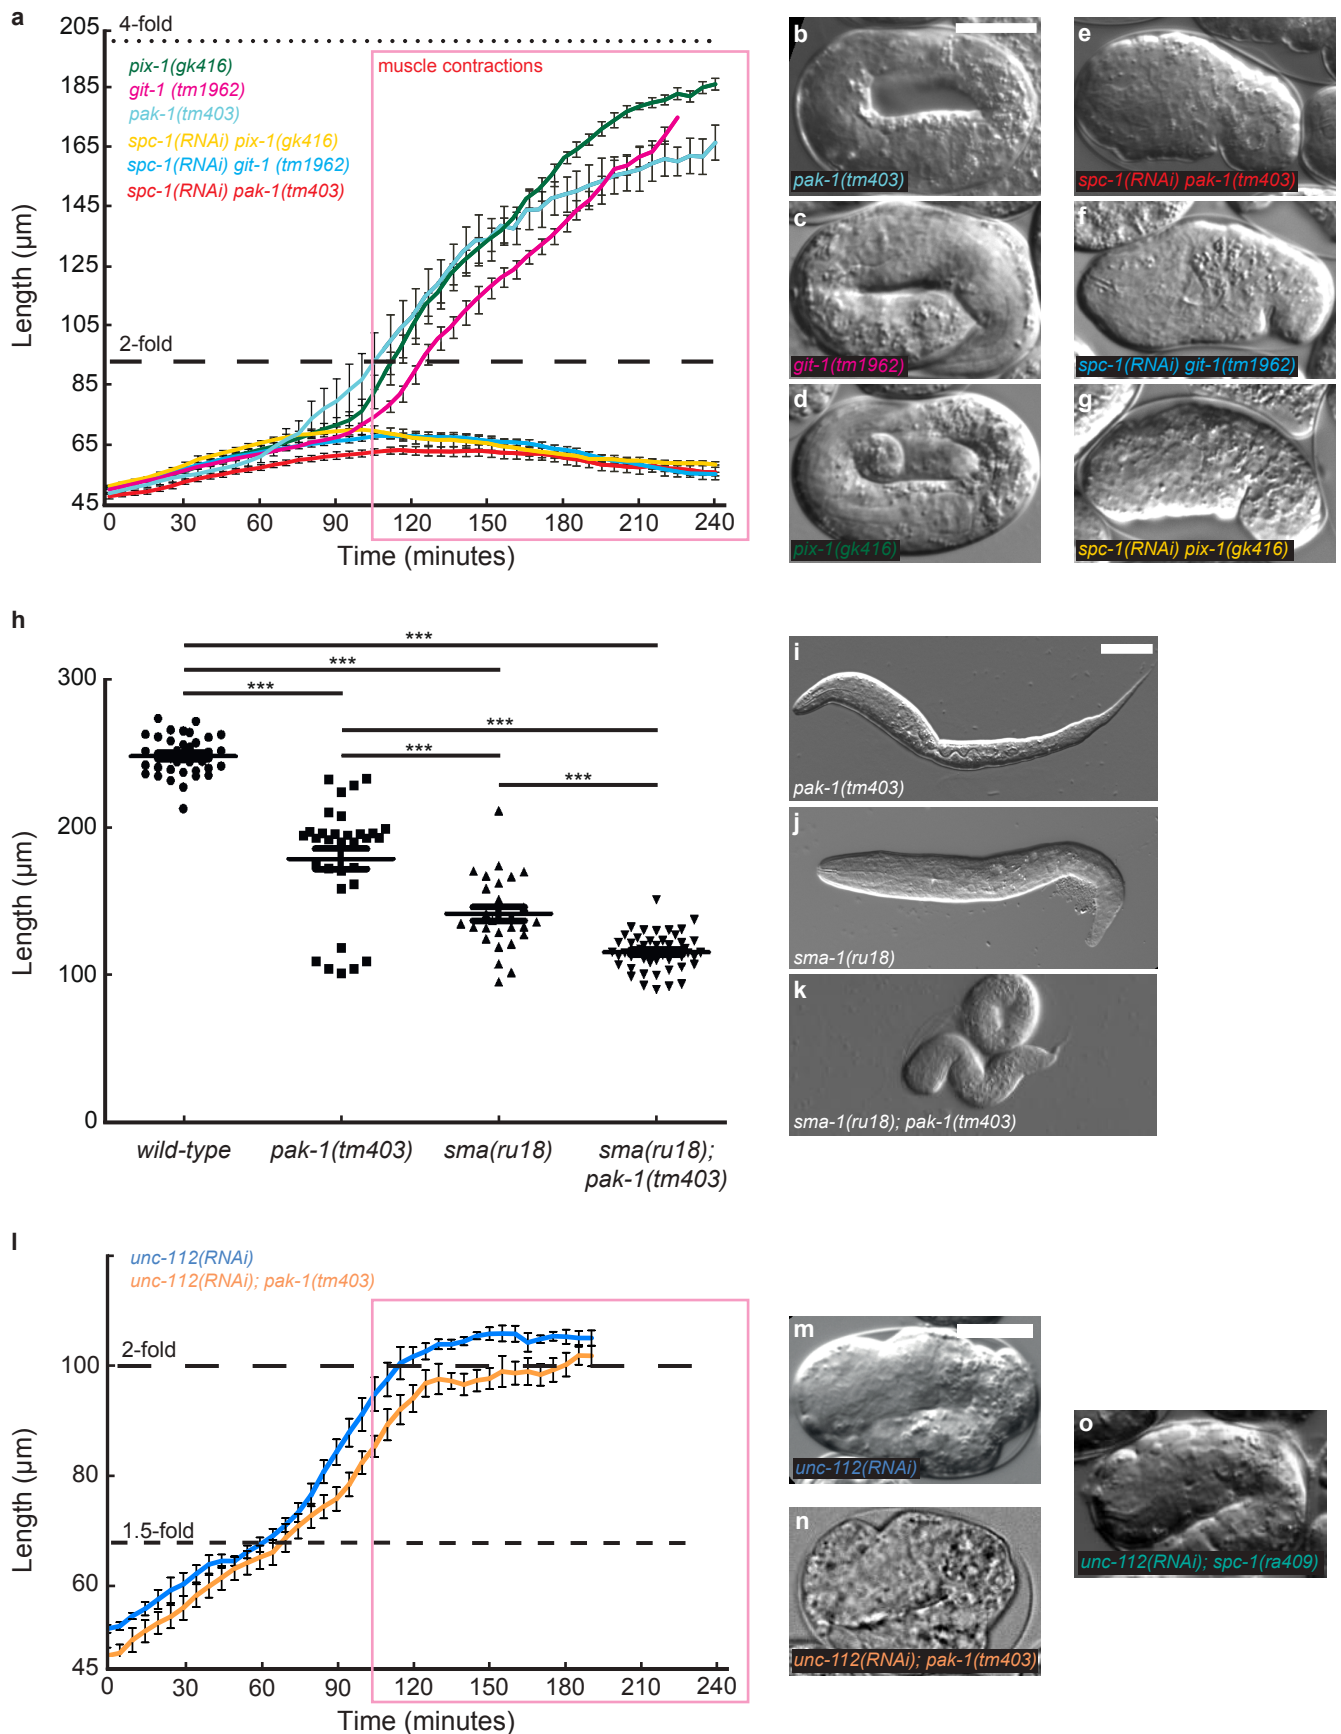 a
4-fold
205
185
165
145
125
105
85
65
45
Length (µm)
pix-1(gk416)
git-1 (tm1962)
pak-1(tm403)
spc-1(RNAi) pix-1(gk416)
spc-1(RNAi) git-1 (tm1962)
spc-1(RNAi) pak-1(tm403)
muscle contractions
2-fold
0 30 60 90 120 150 180 210 240
Time (minutes)
b
pak-1(tm403)
c
git-1(tm1962)
d
pix-1(gk416)
e
spc-1(RNAi) pak-1(tm403)
f
spc-1(RNAi) git-1(tm1962)
g
spc-1(RNAi) pix-1(gk416)
h
300
200
100
0
Length (µm)
***
***
***
***
***
***
wild-type pak-1(tm403) sma(ru18) sma(ru18);
pak-1(tm403)
i
pak-1(tm403)
j
sma-1(ru18)
k
sma-1(ru18); pak-1(tm403)
l
unc-112(RNAi)
unc-112(RNAi); pak-1(tm403)
2-fold
100
80
1.5-fold
60
45
Length (µm)
0 30 60 90 120 150 180 210 240
Time (minutes)
m
unc-112(RNAi)
n
unc-112(RNAi); pak-1(tm403)
o
unc-112(RNAi); spc-1(ra409)